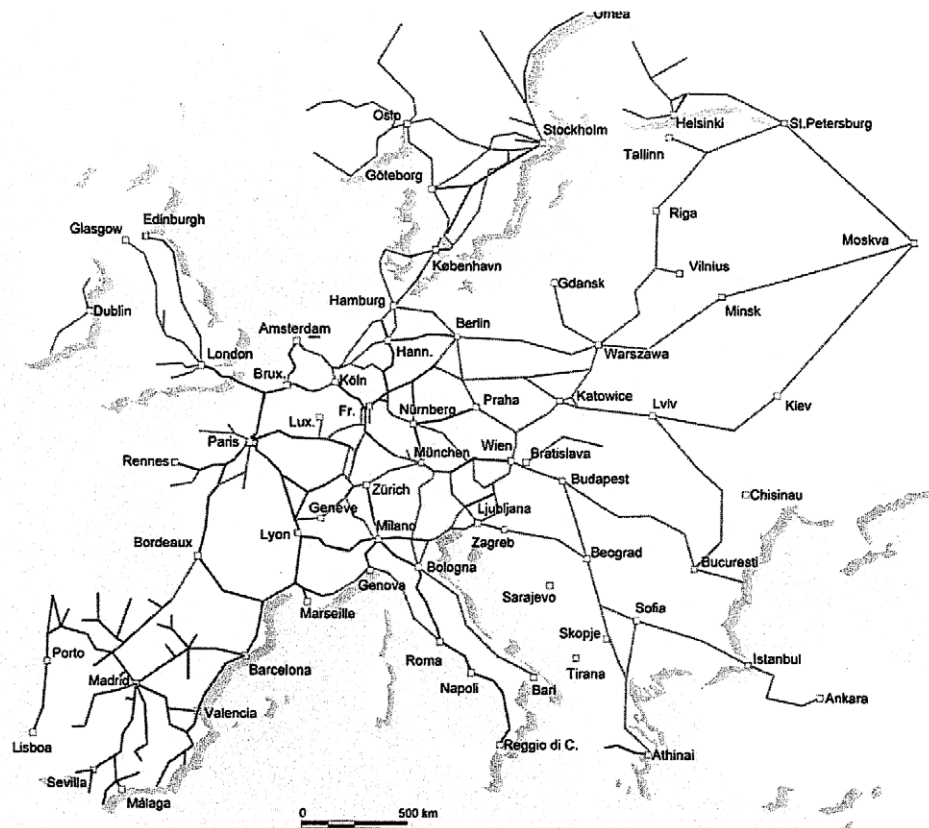 Umea
Oslo
Stockholm
Helsinki
St.Petersburg
Tallinn
Göteborg
Riga
Glasgow
Edinburgh
Moskva
København
Vilnius
Gdansk
Hamburg
Minsk
Dublin
Amsterdam
Berlin
London
Hann.
Warszawa
Brux.
Köln
Katowice
Kiev
Praha
Lviv
Fr.
Nürnberg
Lux.
Paris
Wien
München
Bratislava
Rennes
Budapest
Zürich
Chisinau
Genève
Ljubljana
Milano
Lyon
Zagreb
Bordeaux
Beograd
Bucuresti
Bologna
Genova
Sarajevo
Marseille
Sofia
Skopje
Porto
Roma
Istanbul
Barcelona
Tirana
Madrid
Napoli
Bari
Ankara
Valencia
Lisboa
Reggio di C.
Athinai
Sevilla
Málaga
0 500 km